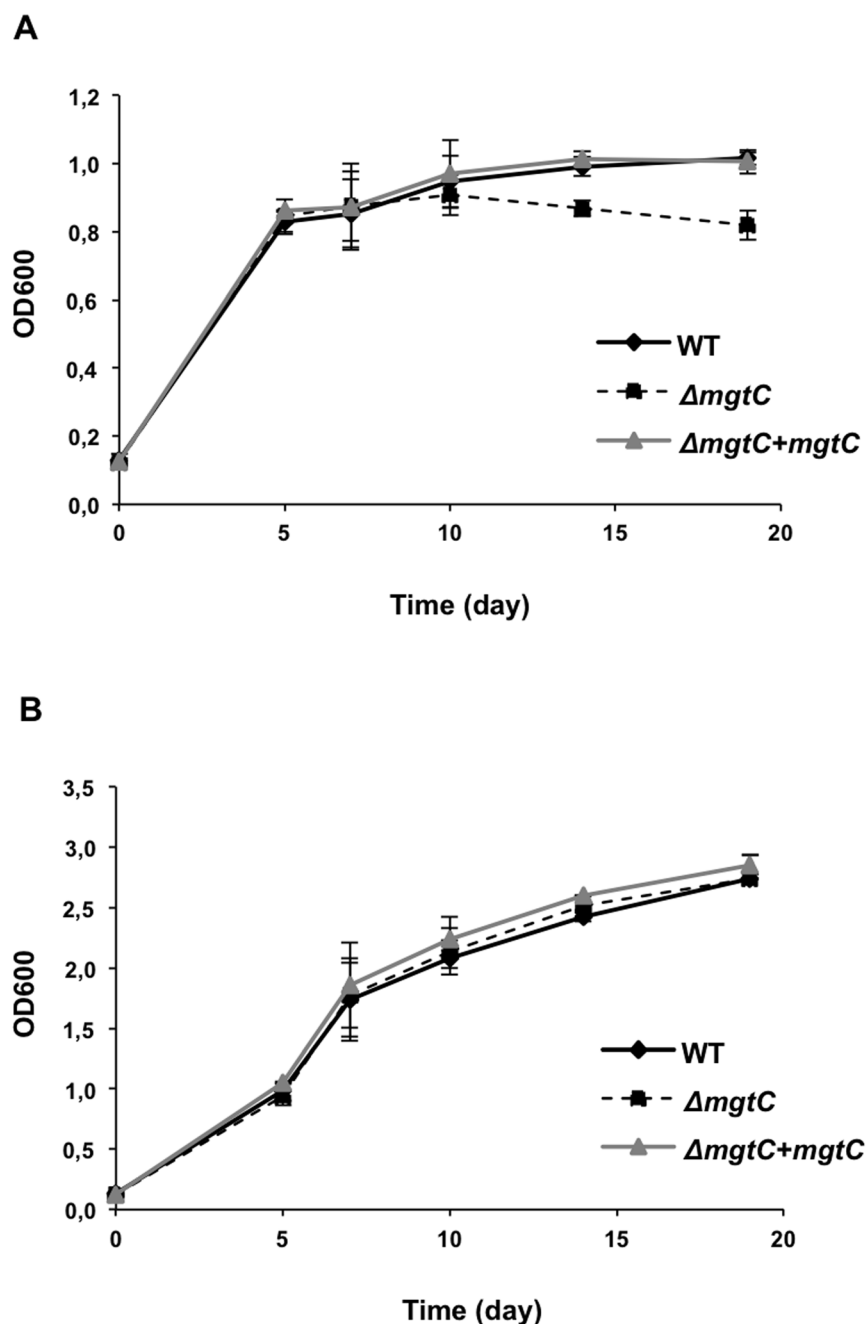 A
1,2
1,0
0,8
0,6
0,4
0,2
0,0
OD600
WT
ΔmgtC
ΔmgtC+mgtC
0 5 10 15 20
Time (day)
B
3,5
3,0
2,5
2,0
1,5
1,0
0,5
0,0
OD600
WT
ΔmgtC
ΔmgtC+mgtC
0 5 10 15 20
Time (day)